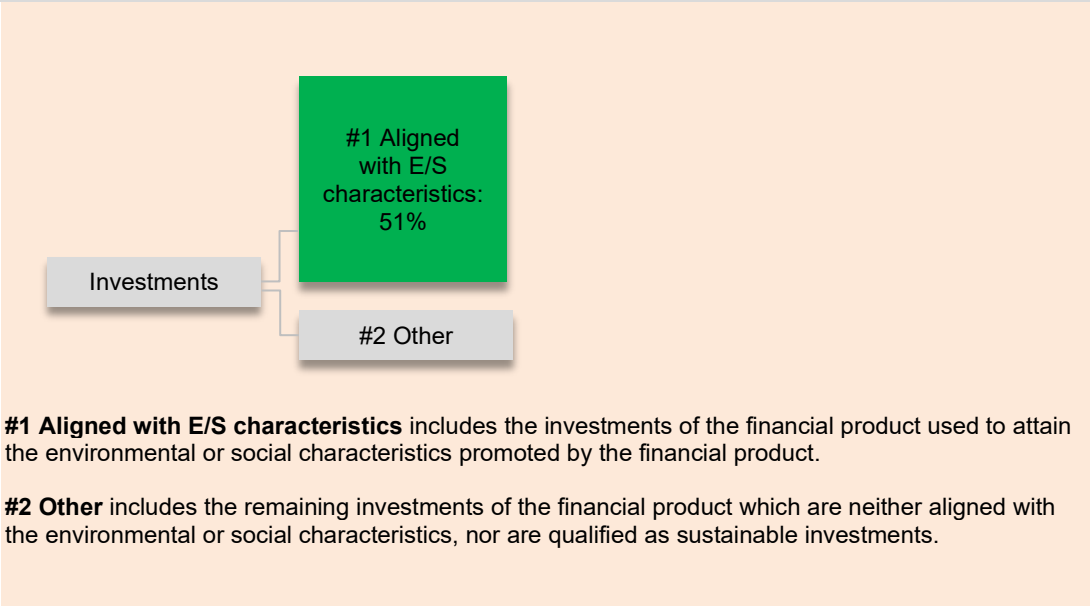 #1 Aligned
with E/S
characteristics:
51%
Investments
#2 Other
#1 Aligned with E/S characteristics includes the investments of the financial product used to attain
the environmental or social characteristics promoted by the financial product.
#2 Other includes the remaining investments of the financial product which are neither aligned with
the environmental or social characteristics, nor are qualified as sustainable investments.